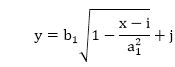 y = b₁√(1 − (x − i)/a₁²) + j